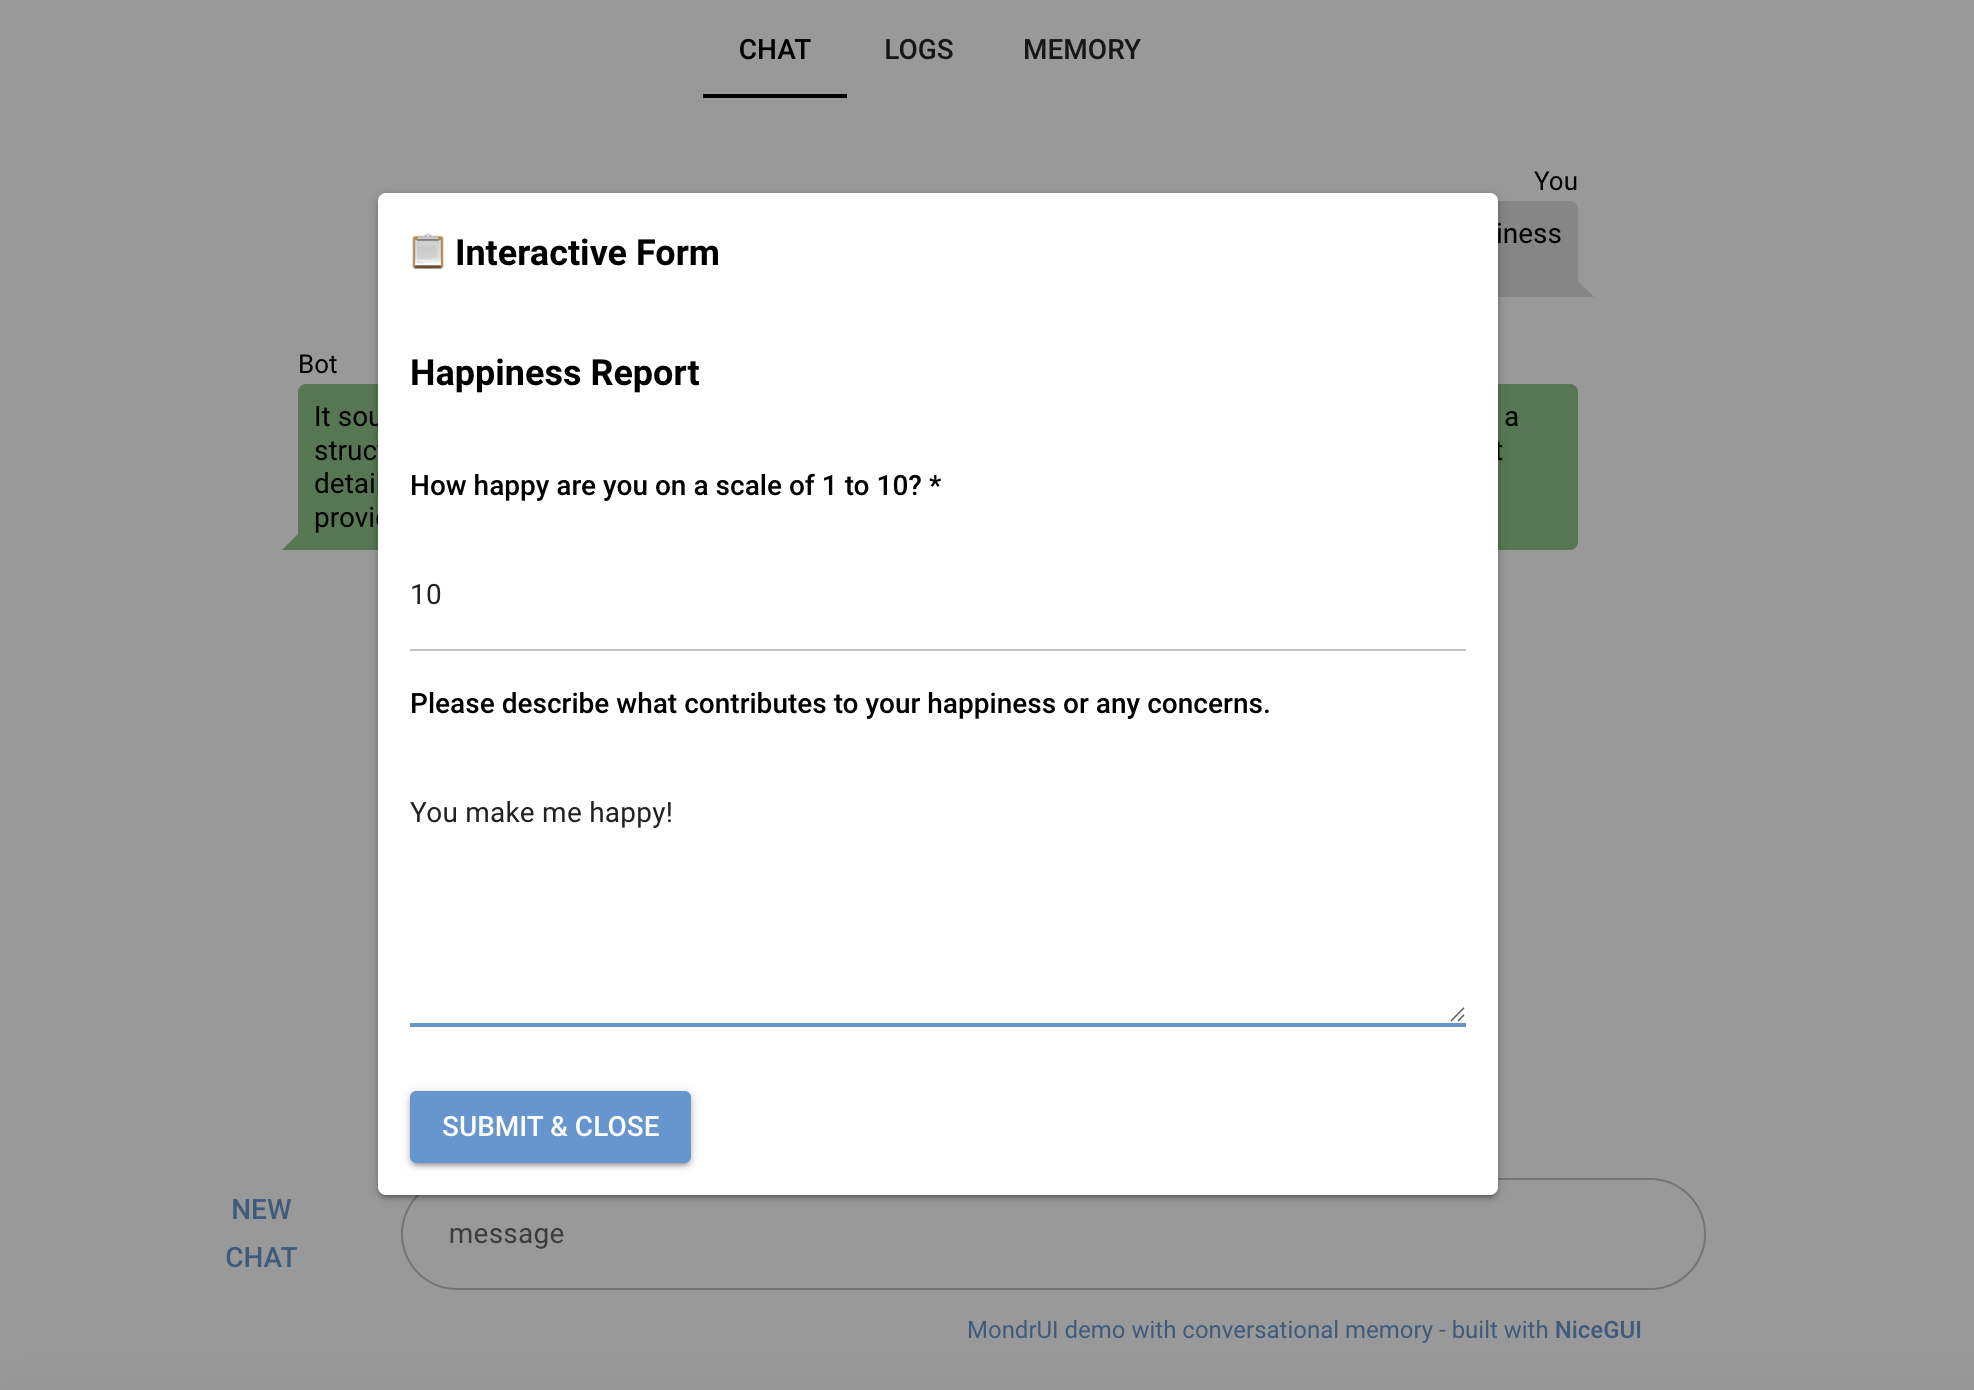 CHAT LOGS MEMORY
You
iness
Interactive Form
Happiness Report
Bot
It sou
a
struc
t
detai
provi
How happy are you on a scale of 1 to 10? *
10
Please describe what contributes to your happiness or any concerns.
You make me happy!
SUBMIT & CLOSE
NEW
CHAT
message
MondrUI demo with conversational memory - built with NiceGUI